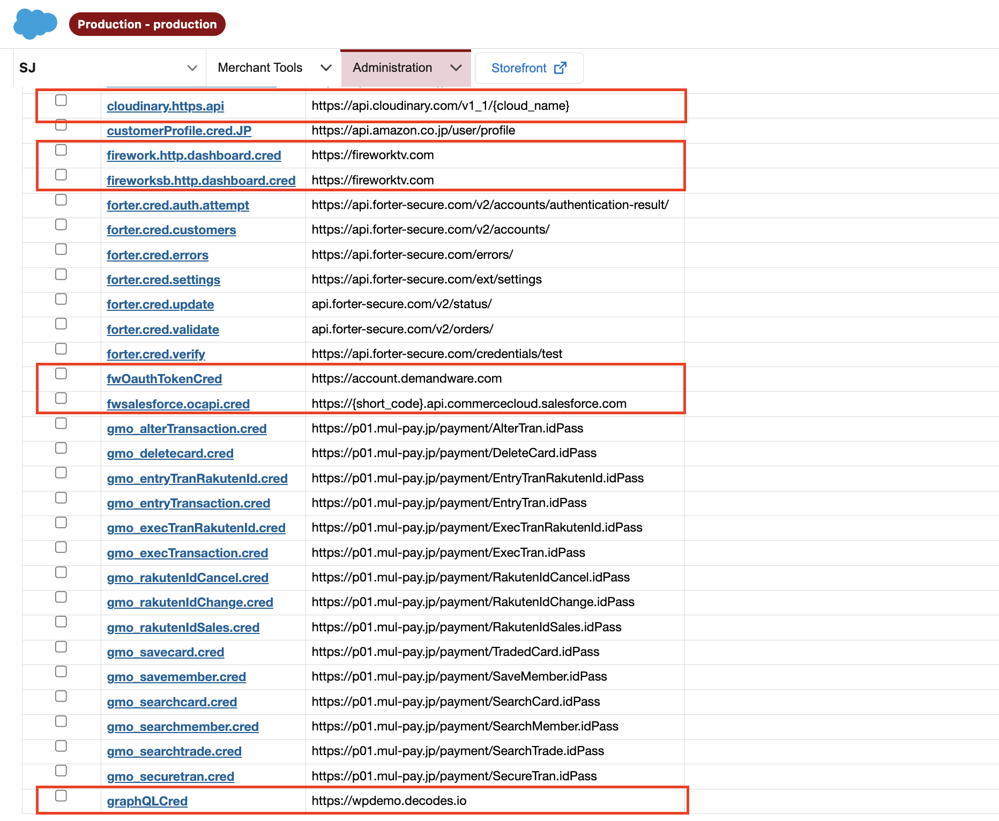 Production - production
SJ Merchant Tools Administration Storefront
cloudinary.https.api https://api.cloudinary.com/v1_1/{cloud_name}
customerProfile.cred.JP https://api.amazon.co.jp/user/profile
firework.http.dashboard.cred https://fireworktv.com
fireworksb.http.dashboard.cred https://fireworktv.com
forter.cred.auth.attempt https://api.forter-secure.com/v2/accounts/authentication-result/
forter.cred.customers https://api.forter-secure.com/v2/accounts/
forter.cred.errors https://api.forter-secure.com/errors/
forter.cred.settings https://api.forter-secure.com/ext/settings
forter.cred.update api.forter-secure.com/v2/status/
forter.cred.validate api.forter-secure.com/v2/orders/
forter.cred.verify https://api.forter-secure.com/credentials/test
fwOauthTokenCred https://account.demandware.com
fwsalesforce.ocapi.cred https://{short_code}.api.commercecloud.salesforce.com
gmo_alterTransaction.cred https://p01.mul-pay.jp/payment/AlterTran.idPass
gmo_deletecard.cred https://p01.mul-pay.jp/payment/DeleteCard.idPass
gmo_entryTranRakutenId.cred https://p01.mul-pay.jp/payment/EntryTranRakutenId.idPass
gmo_entryTransaction.cred https://p01.mul-pay.jp/payment/EntryTran.idPass
gmo_execTranRakutenId.cred https://p01.mul-pay.jp/payment/ExecTranRakutenId.idPass
gmo_execTransaction.cred https://p01.mul-pay.jp/payment/ExecTran.idPass
gmo_rakutenIdCancel.cred https://p01.mul-pay.jp/payment/RakutenIdCancel.idPass
gmo_rakutenIdChange.cred https://p01.mul-pay.jp/payment/RakutenIdChange.idPass
gmo_rakutenIdSales.cred https://p01.mul-pay.jp/payment/RakutenIdSales.idPass
gmo_savecard.cred https://p01.mul-pay.jp/payment/TradedCard.idPass
gmo_savemember.cred https://p01.mul-pay.jp/payment/SaveMember.idPass
gmo_searchcard.cred https://p01.mul-pay.jp/payment/SearchCard.idPass
gmo_searchmember.cred https://p01.mul-pay.jp/payment/SearchMember.idPass
gmo_searchtrade.cred https://p01.mul-pay.jp/payment/SearchTrade.idPass
gmo_securetran.cred https://p01.mul-pay.jp/payment/SecureTran.idPass
graphQLCred https://wpdemo.decodes.io